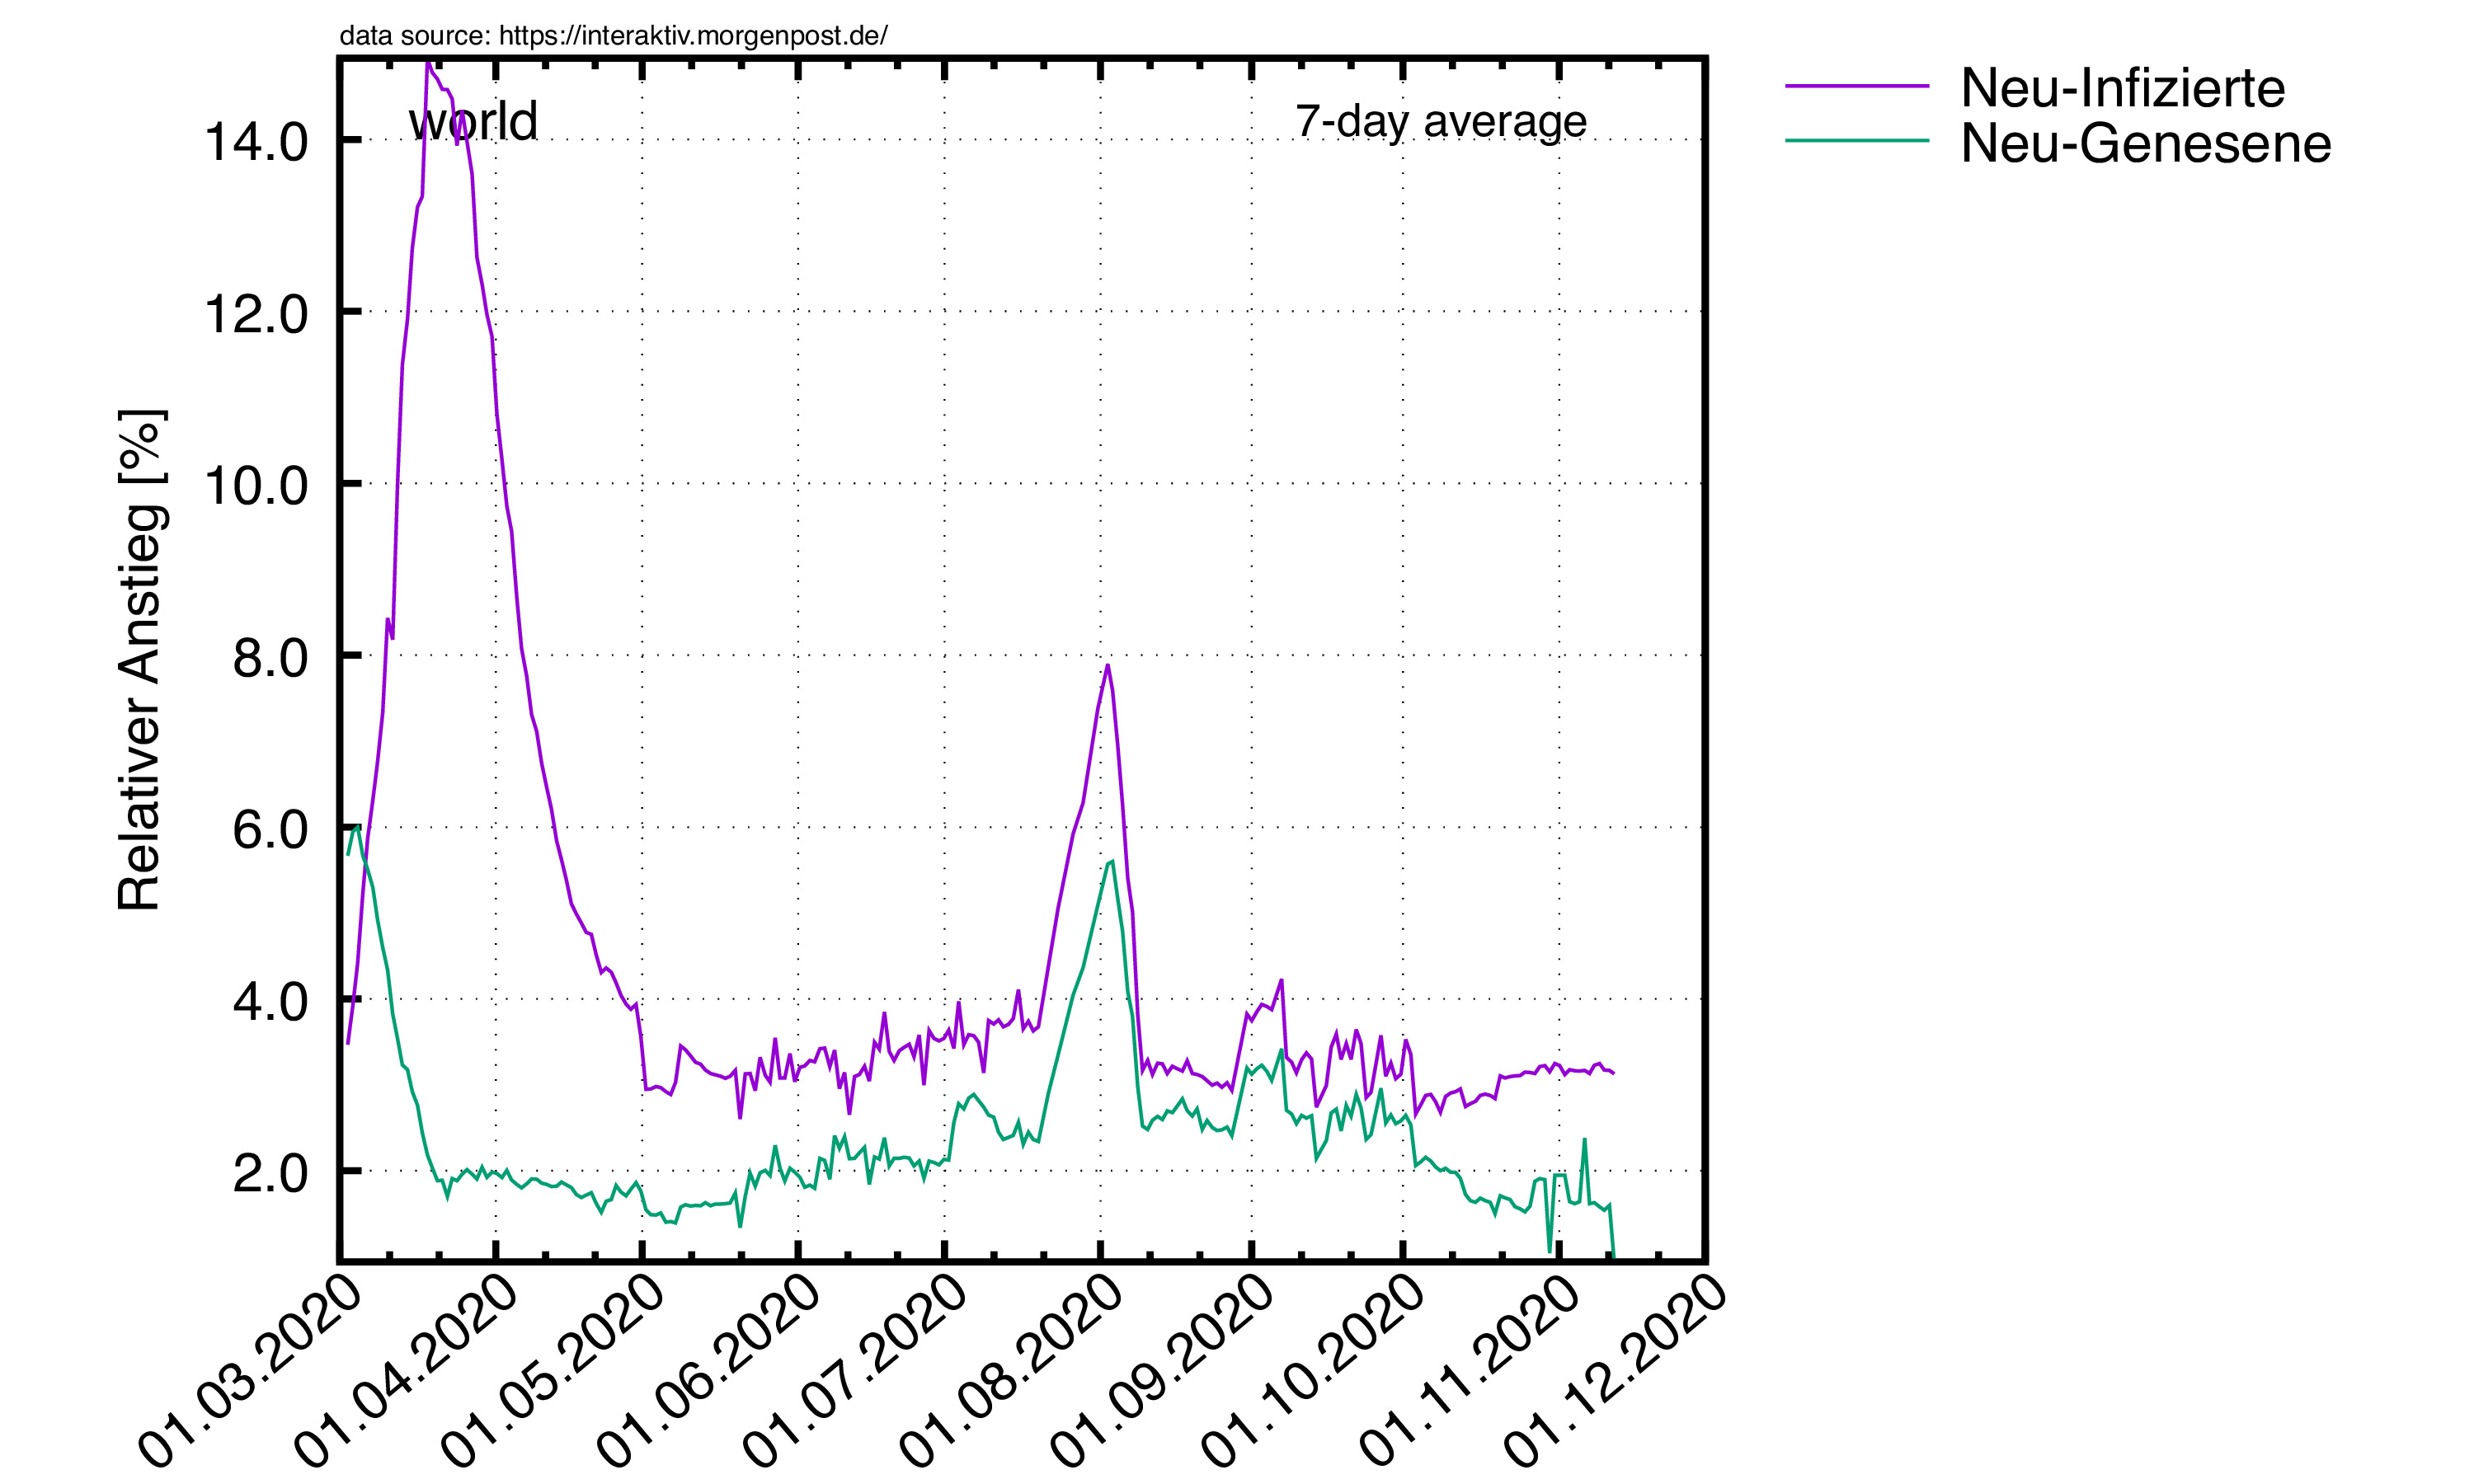 data source: https://interaktiv.morgenpost.de/
world
7-day average
Neu-Infizierte
Neu-Genesene
Relativer Anstieg [%]
14.0
12.0
10.0
8.0
6.0
4.0
2.0
01.03.2020
01.04.2020
01.05.2020
01.06.2020
01.07.2020
01.08.2020
01.09.2020
01.10.2020
01.11.2020
01.12.2020